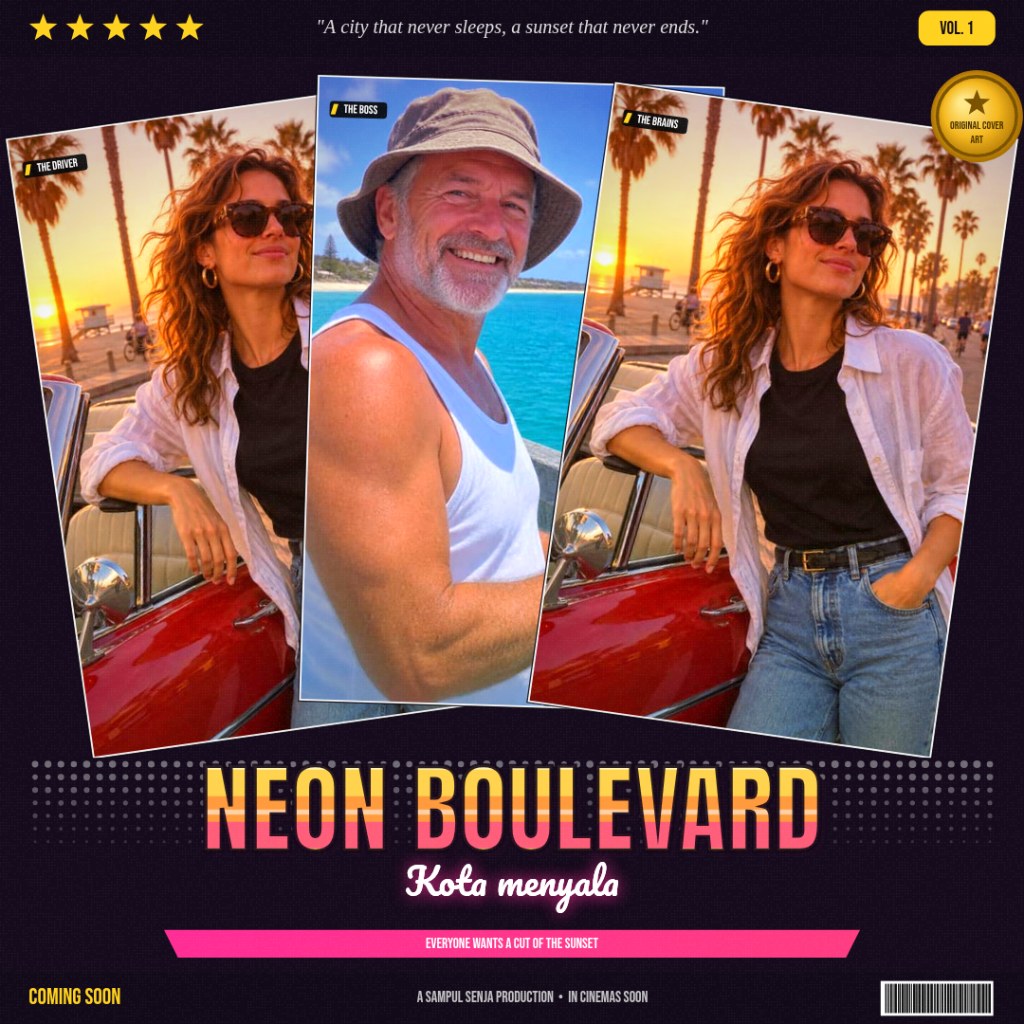 "A city that never sleeps, a sunset that never ends."
VOL. 1
THE BOSS
THE BRAINS
THE DRIVER
ORIGINAL COVER
ART
NEON BOULEVARD
Kota menyala
EVERYONE WANTS A CUT OF THE SUNSET
COMING SOON
A SAMPUL SENJA PRODUCTION • IN CINEMAS SOON